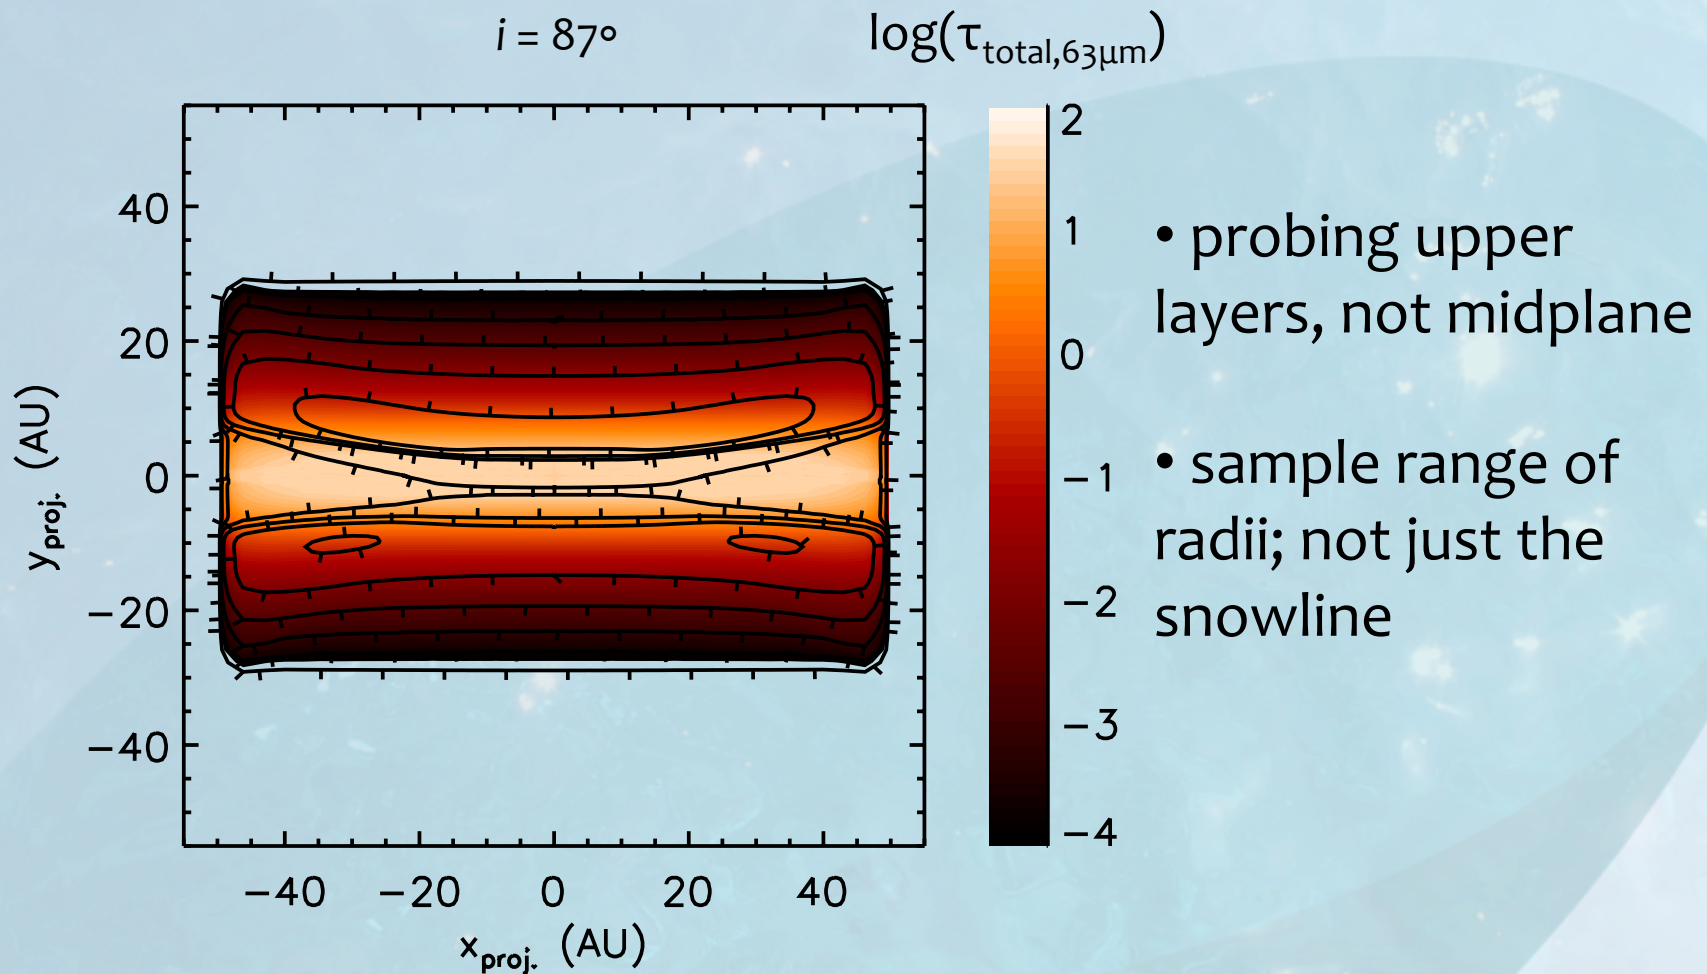 i = 87° log(τtotal,63μm)
2
1
0
−1
−2
−3
−4
40
20
0
−20
−40
yproj. (AU)
−40 −20 0 20 40
xproj. (AU)
• probing upper
layers, not midplane
• sample range of
radii; not just the
snowline